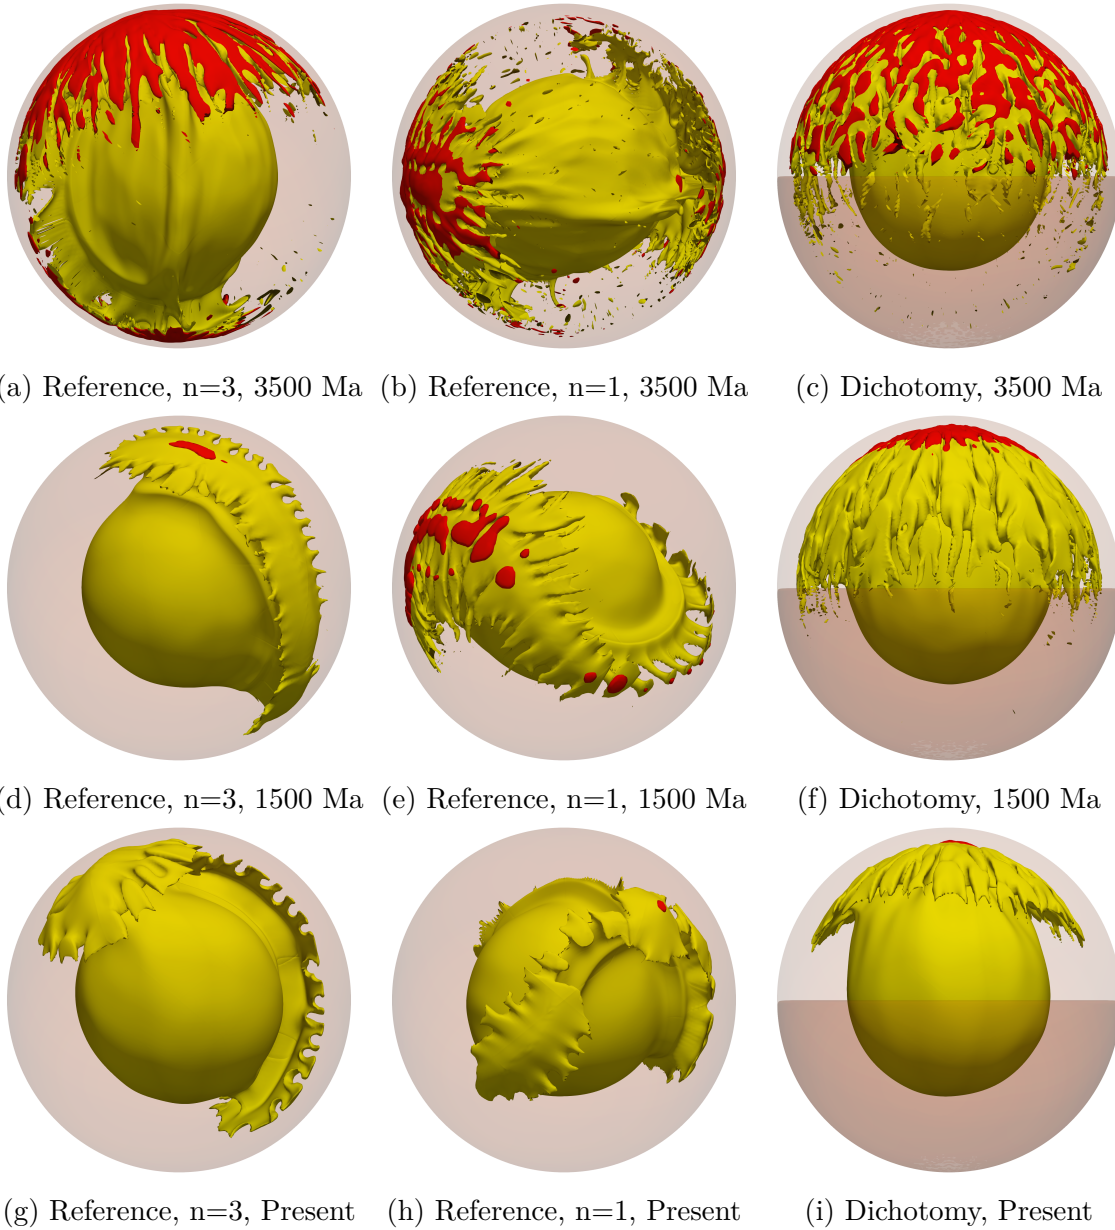 (a) Reference, n=3, 3500 Ma (b) Reference, n=1, 3500 Ma (c) Dichotomy, 3500 Ma
(d) Reference, n=3, 1500 Ma (e) Reference, n=1, 1500 Ma (f) Dichotomy, 1500 Ma
(g) Reference, n=3, Present (h) Reference, n=1, Present (i) Dichotomy, Present